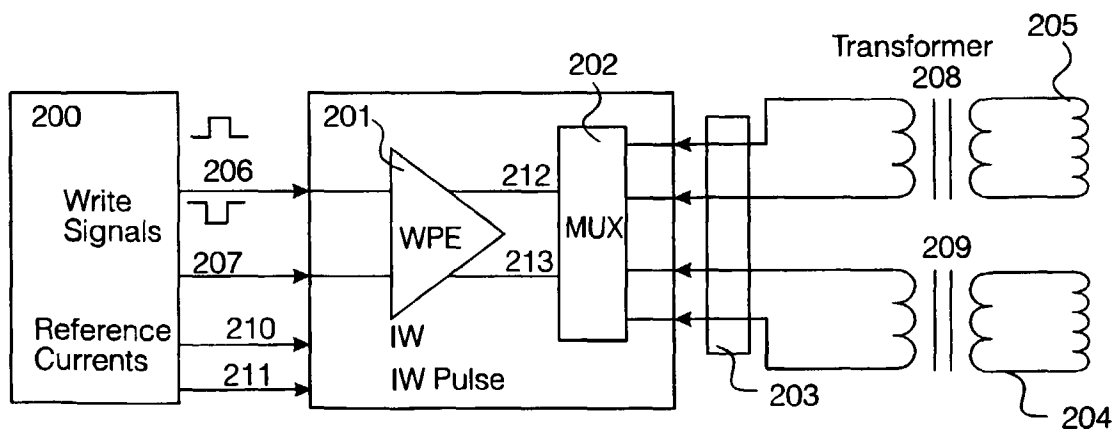 205
Transformer
208
202
200
201
206
212
Write
Signals
WPE
MUX
209
207
213
Reference
Currents
210
IW
211
IW Pulse
203
204